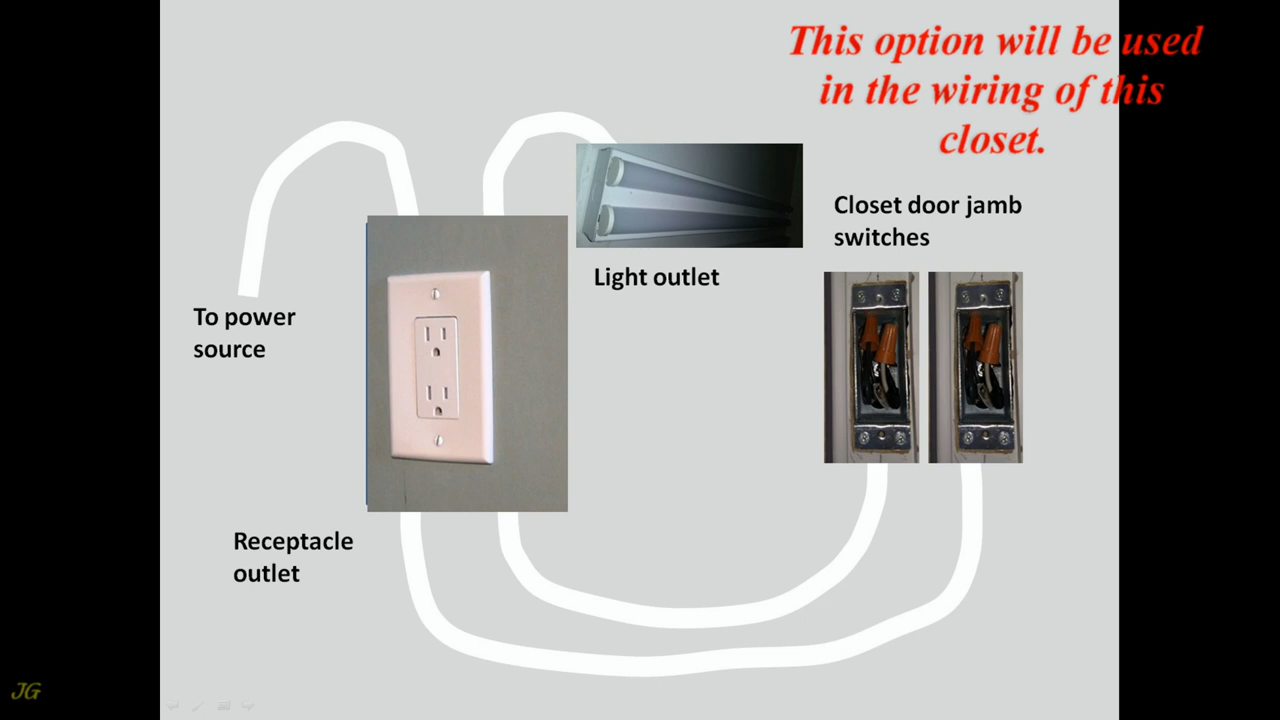 This option will be used
in the wiring of this
closet.
Closet door jamb
switches
Light outlet
To power
source
Receptacle
outlet
JG